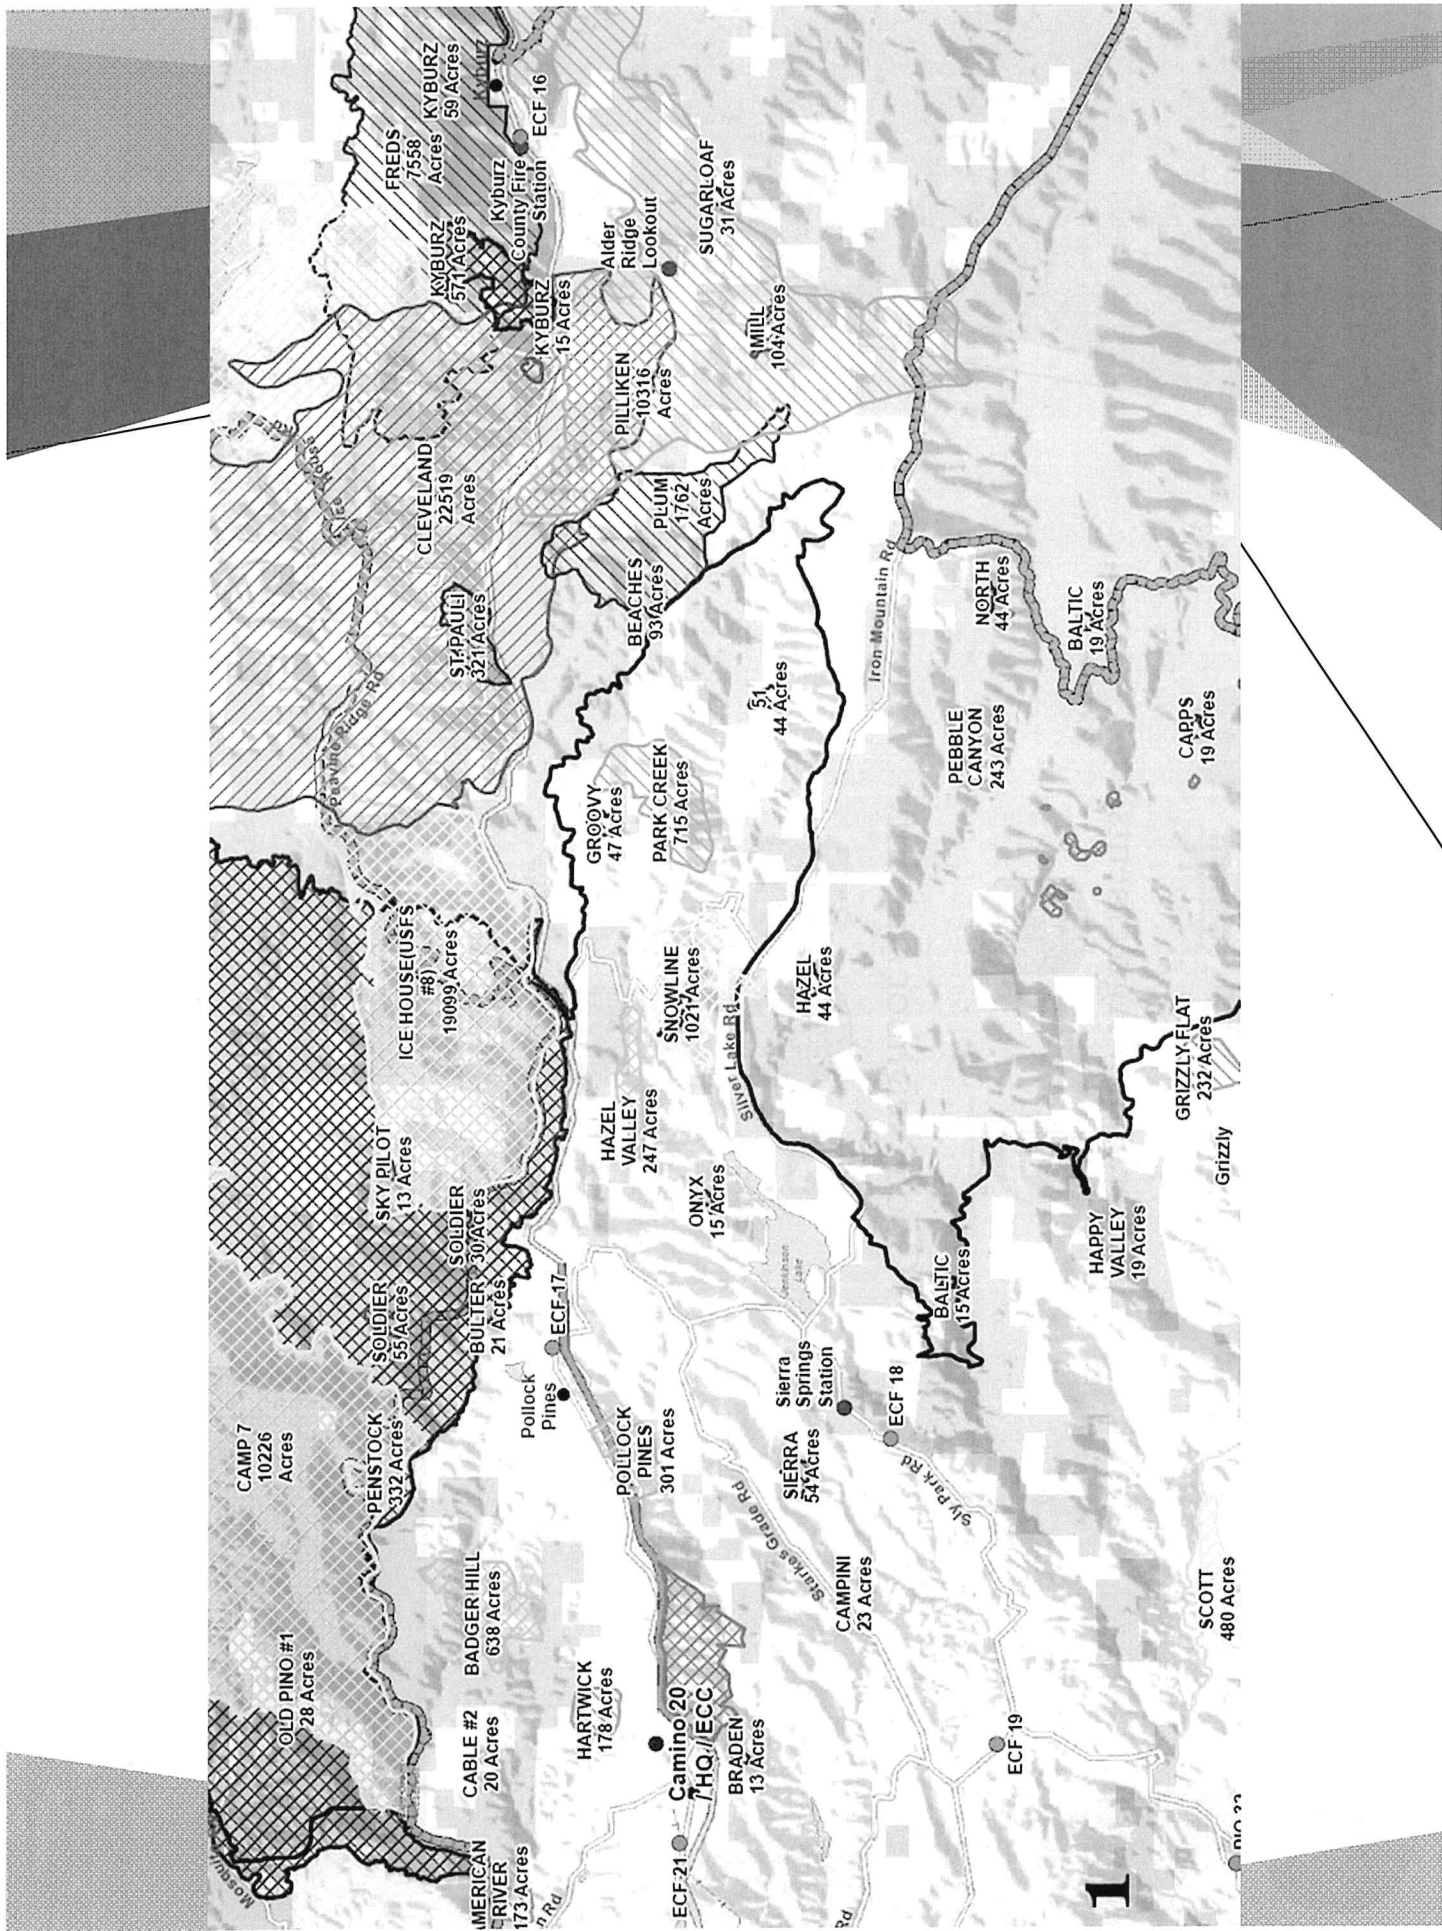 KYBURZ
59 Acres
Kyburz
FREDS
7558
Acres
ECF 16
Kyburz
County Fire
Station
KYBURZ
571 Acres
Alder
Ridge
Lookout
SUGARLOAF
311 Acres
KYBURZ
15 Acres
MILL
104 Acres
PILLIKEN
10316
Acres
CLEVELAND
22519
Acres
PLUM
1762
Acres
BEACHES
93 Acres
ST. PAULI
321 Acres
Iron Mountain Rd
NORTH
44 Acres
BALTIC
19 Acres
51
44 Acres
Peavine Ridge Rd
PEBBLE
CANYON
243 Acres
CAPPS
19 Acres
GROOVY
47 Acres
PARK CREEK
715 Acres
ICE HOUSE(USFS
#8)
19099 Acres
SNOWLINE
1021 Acres
HAZEL
44 Acres
Silver Lake Rd
GRIZZLY FLAT
232 Acres
Grizzly
SKY PILOT
13 Acres
HAZEL
VALLEY
247 Acres
ONYX
15 Acres
HAPPY
VALLEY
19 Acres
SOLDIER
30 Acres
SOLDIER
55 Acres
BULTER
21 Acres
ECF 17
Jenkinson
Lake
BALTIC
15 Acres
Pollock
Pines
Sierra
Springs
Station
ECF 18
CAMP 7
10226
Acres
PENSTOCK
332 Acres
POLLOCK
PINES
301 Acres
SIERRA
54 Acres
Sly Park Rd
Starkes Grade Rd
BADGER HILL
638 Acres
CAMPINI
23 Acres
SCOTT
480 Acres
OLD PINO #1
28 Acres
CABLE #2
20 Acres
HARTWICK
178 Acres
Camino 20
/ HQ / ECC
BRADEN
13 Acres
ECF 19
AMERICAN
RIVER
173 Acres
ECF 21
Rd
1